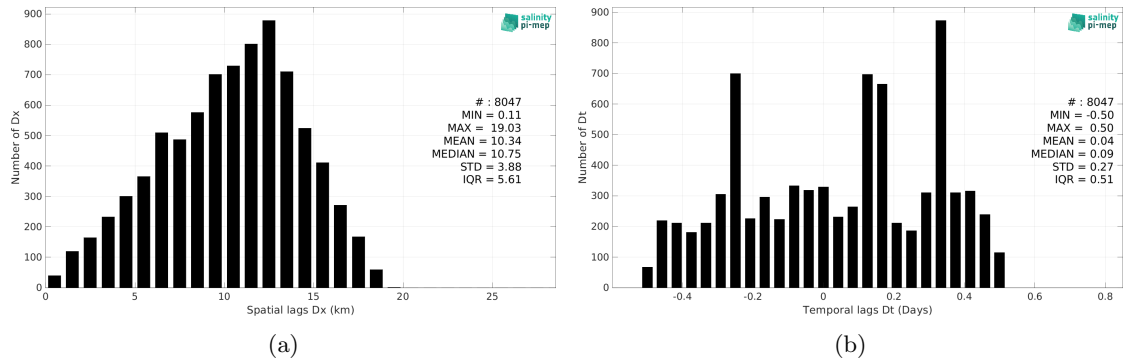 salinity
pi-mep
900
800
700
600
500
400
300
200
100
0
Number of Dx
# : 8047
MIN = 0.11
MAX = 19.03
MEAN = 10.34
MEDIAN = 10.75
STD = 3.88
IQR = 5.61
0 5 10 15 20 25
Spatial lags Dx (km)
(a)
salinity
pi-mep
900
800
700
600
500
400
300
200
100
0
Number of Dt
# : 8047
MIN = -0.50
MAX = 0.50
MEAN = 0.04
MEDIAN = 0.09
STD = 0.27
IQR = 0.51
-0.4 -0.2 0 0.2 0.4 0.6 0.8
Temporal lags Dt (Days)
(b)